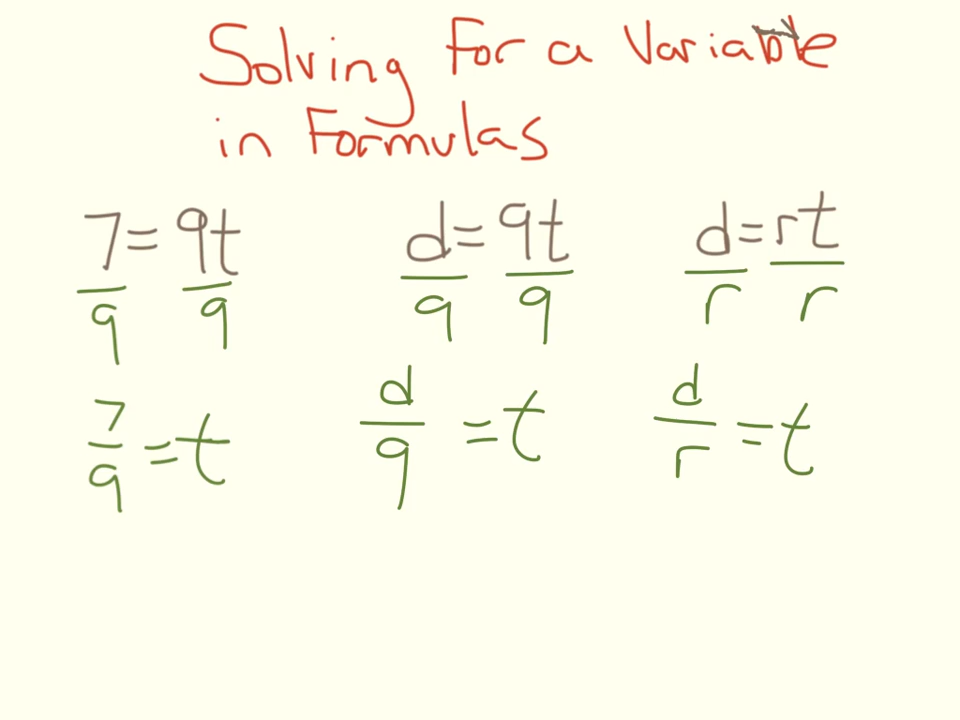 Solving For a Variable
in Formulas
7=9t d=9t d=rt
9 9 9 9 r r
7/9=t d/9=t d/r=t